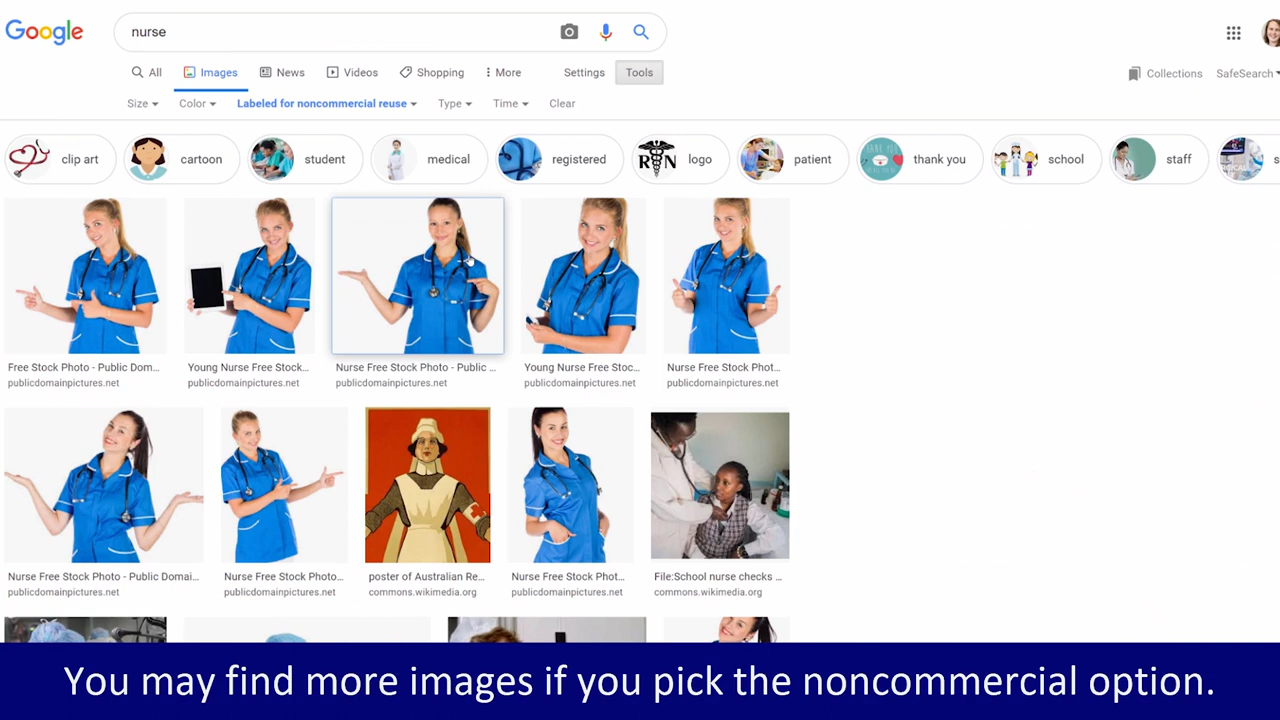 Google
nurse
All Images News Videos Shopping More Settings Tools
Collections SafeSearch
Size Color Labeled for noncommercial reuse Type Time Clear
clip art cartoon student medical registered RN logo patient thank you school staff
Free Stock Photo - Public Dom... Young Nurse Free Stock... Nurse Free Stock Photo - Public ... Young Nurse Free Stoc... Nurse Free Stock Phot...
publicdomainpictures.net publicdomainpictures.net publicdomainpictures.net publicdomainpictures.net publicdomainpictures.net
Nurse Free Stock Photo - Public Domai... Nurse Free Stock Photo... poster of Australian Re... Nurse Free Stock Phot... File:School nurse checks ...
publicdomainpictures.net publicdomainpictures.net commons.wikimedia.org publicdomainpictures.net commons.wikimedia.org
You may find more images if you pick the noncommercial option.